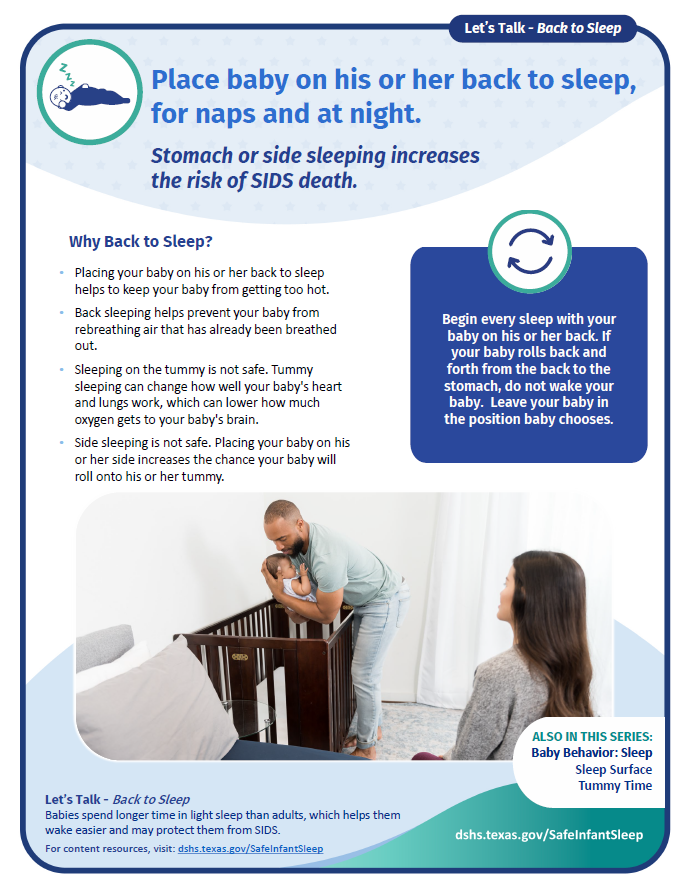 Let's Talk - Back to Sleep
Z
Z
Z
Z
Place baby on his or her back to sleep,
for naps and at night.
Stomach or side sleeping increases
the risk of SIDS death.
Why Back to Sleep?
• Placing your baby on his or her back to sleep
helps to keep your baby from getting too hot.
• Back sleeping helps prevent your baby from
rebreathing air that has already been breathed
out.
• Sleeping on the tummy is not safe. Tummy
sleeping can change how well your baby's heart
and lungs work, which can lower how much
oxygen gets to your baby's brain.
• Side sleeping is not safe. Placing your baby on his
or her side increases the chance your baby will
roll onto his or her tummy.
Begin every sleep with your
baby on his or her back. If
your baby rolls back and
forth from the back to the
stomach, do not wake your
baby.  Leave your baby in
the position baby chooses.
ALSO IN THIS SERIES:
Baby Behavior: Sleep
Sleep Surface
Tummy Time
Let's Talk - Back to Sleep
Babies spend longer time in light sleep than adults, which helps them
wake easier and may protect them from SIDS.
For content resources, visit: dshs.texas.gov/SafeInfantSleep
dshs.texas.gov/SafeInfantSleep